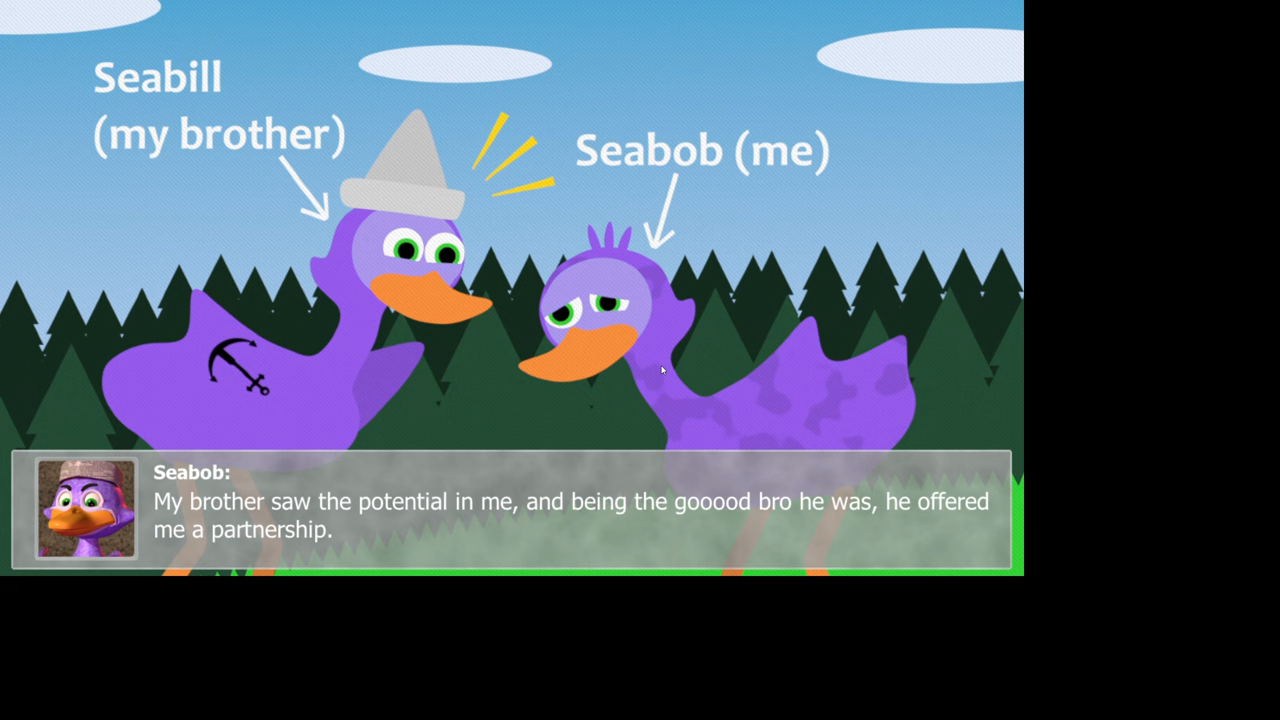 Seabill
(my brother)
Seabob (me)
Seabob:
My brother saw the potential in me, and being the gooood bro he was, he offered
me a partnership.